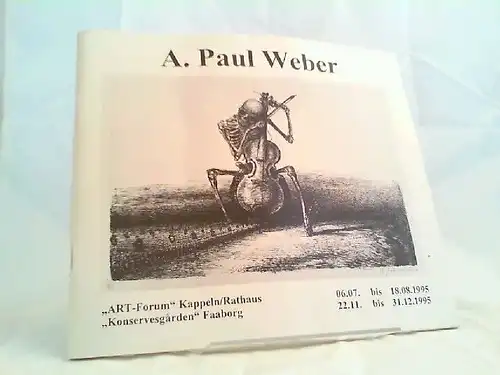 A. Paul Weber
„ART-Forum“ Kappeln/Rathaus 06.07. bis 18.08.1995
„Konservesgården“ Faaborg 22.11. bis 31.12.1995